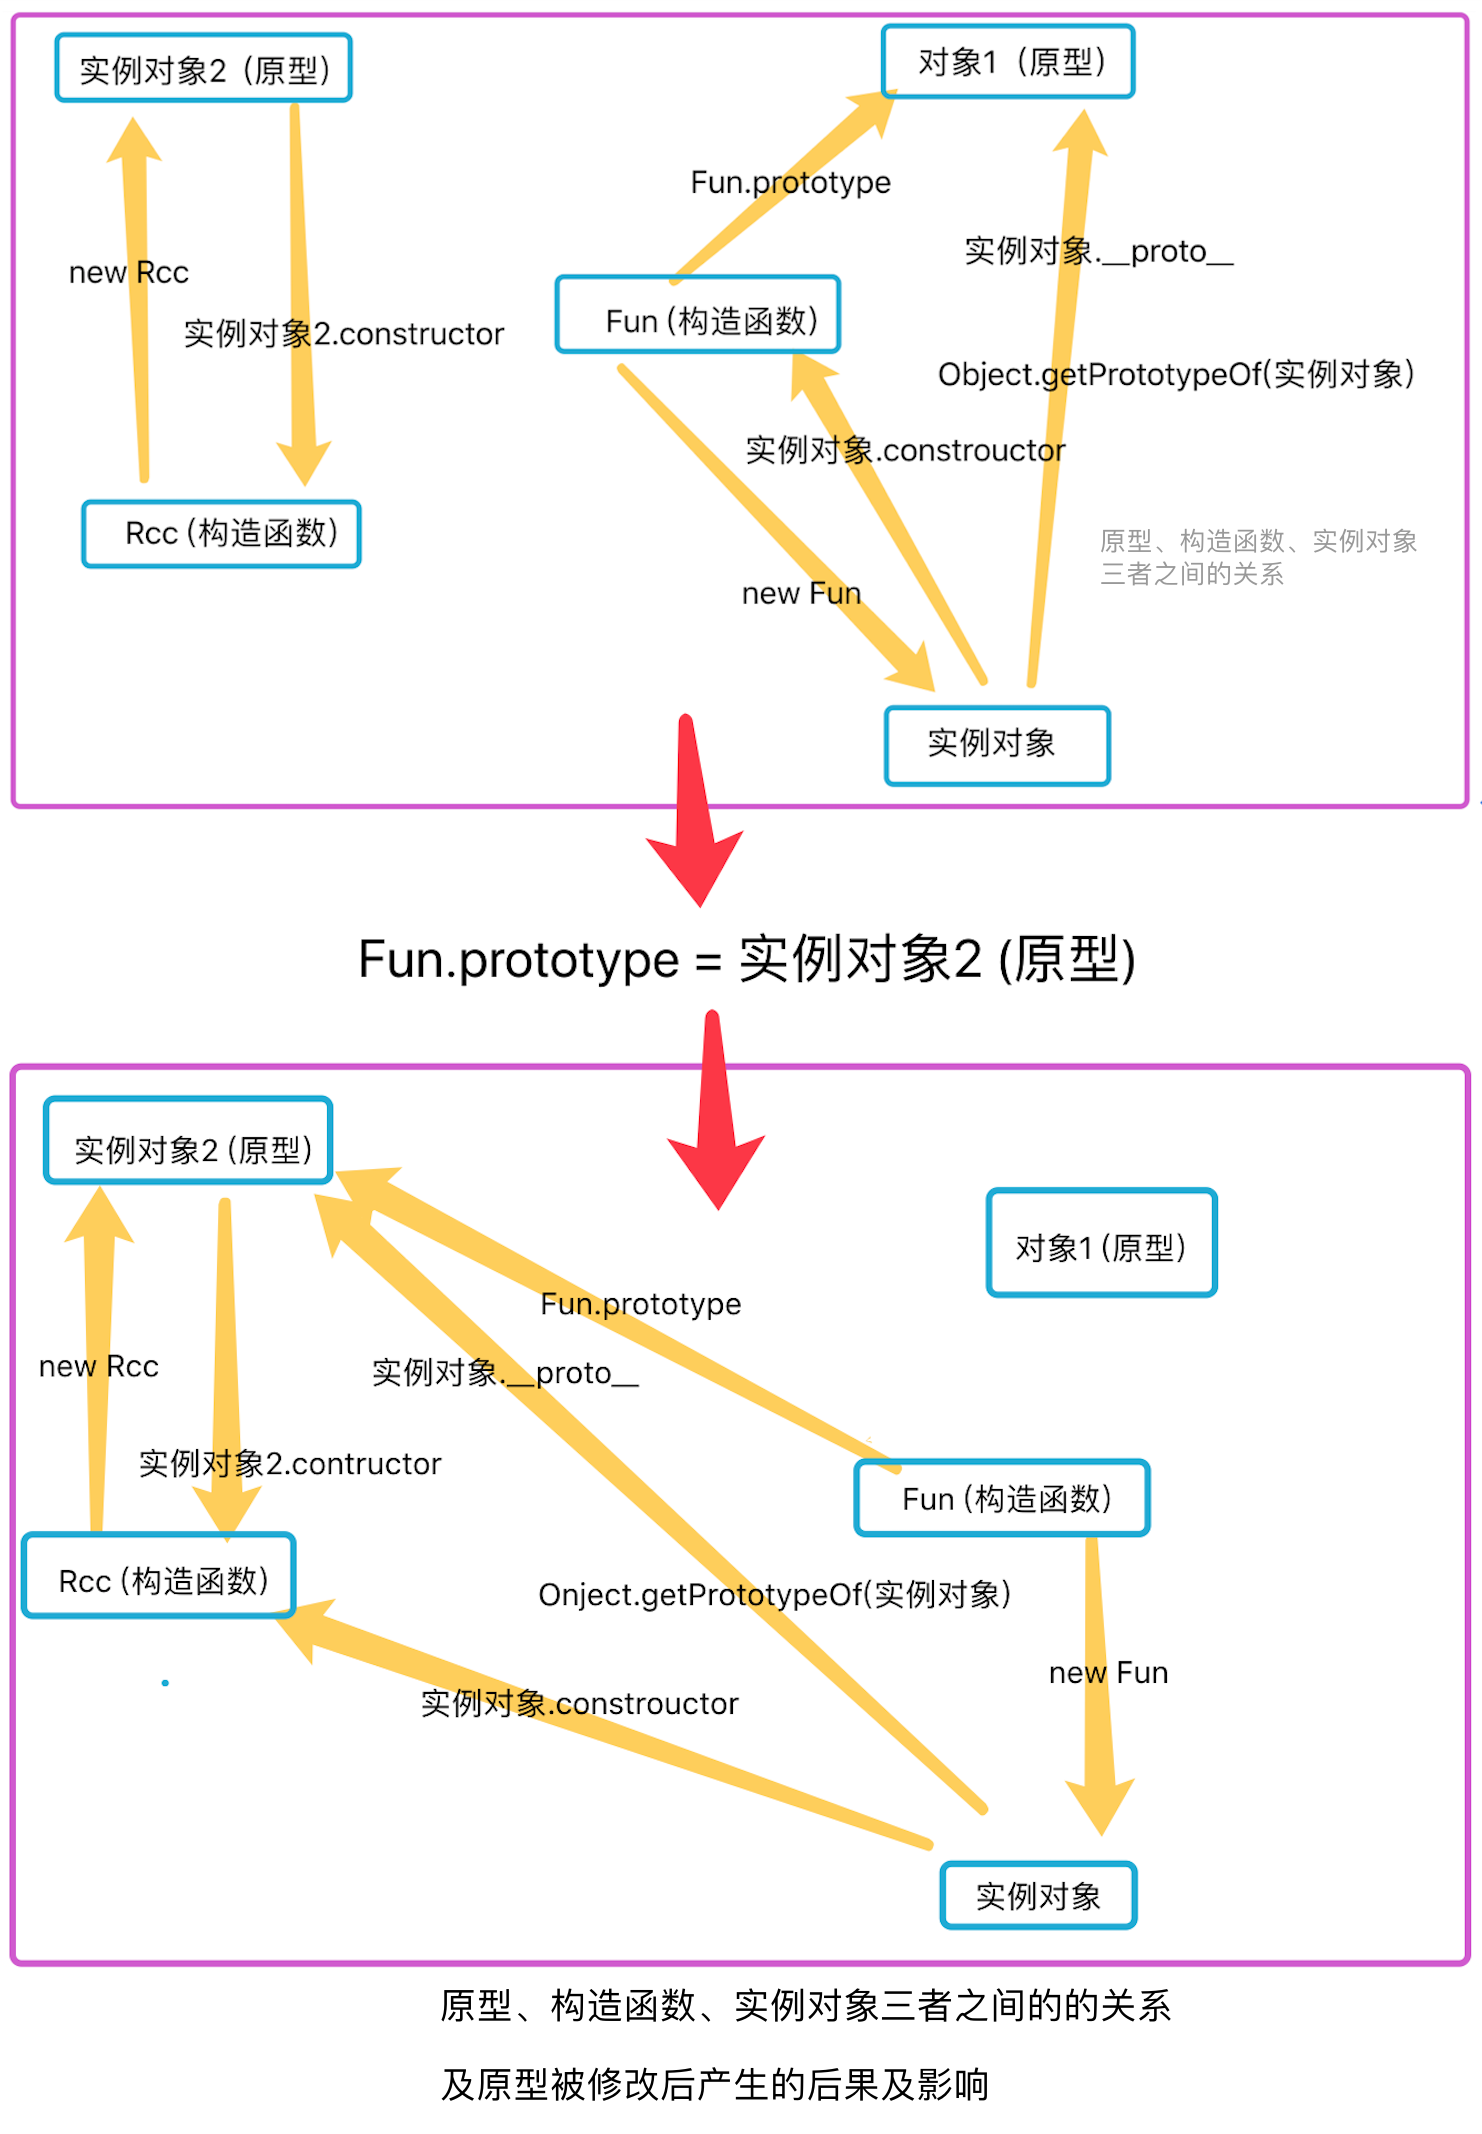 实例对象2（原型）
对象1（原型）
Fun.prototype
实例对象.__proto__
new Rcc
实例对象2.constructor
Fun (构造函数)
Object.getPrototypeOf(实例对象)
实例对象.constrouctor
Rcc (构造函数)
原型、构造函数、实例对象
三者之间的关系
new Fun
实例对象
Fun.prototype = 实例对象2 (原型)
实例对象2 (原型)
对象1 (原型)
Fun.prototype
new Rcc
实例对象.__proto__
实例对象2.contructor
Fun (构造函数)
Rcc (构造函数)
Onject.getPrototypeOf(实例对象)
new Fun
实例对象.constrouctor
实例对象
原型、构造函数、实例对象三者之间的的关系
及原型被修改后产生的后果及影响